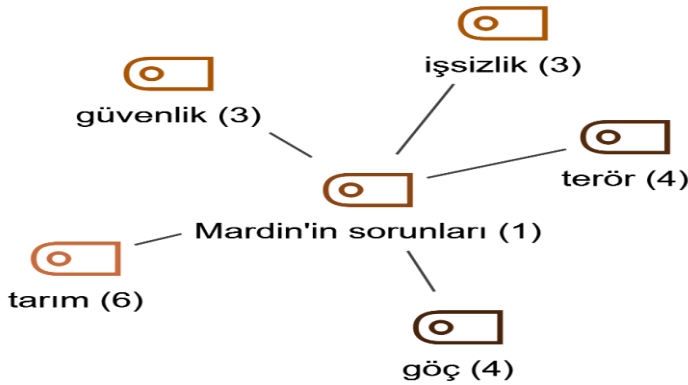 işsizlik (3)
güvenlik (3)
terör (4)
Mardin'in sorunları (1)
tarım (6)
göç (4)